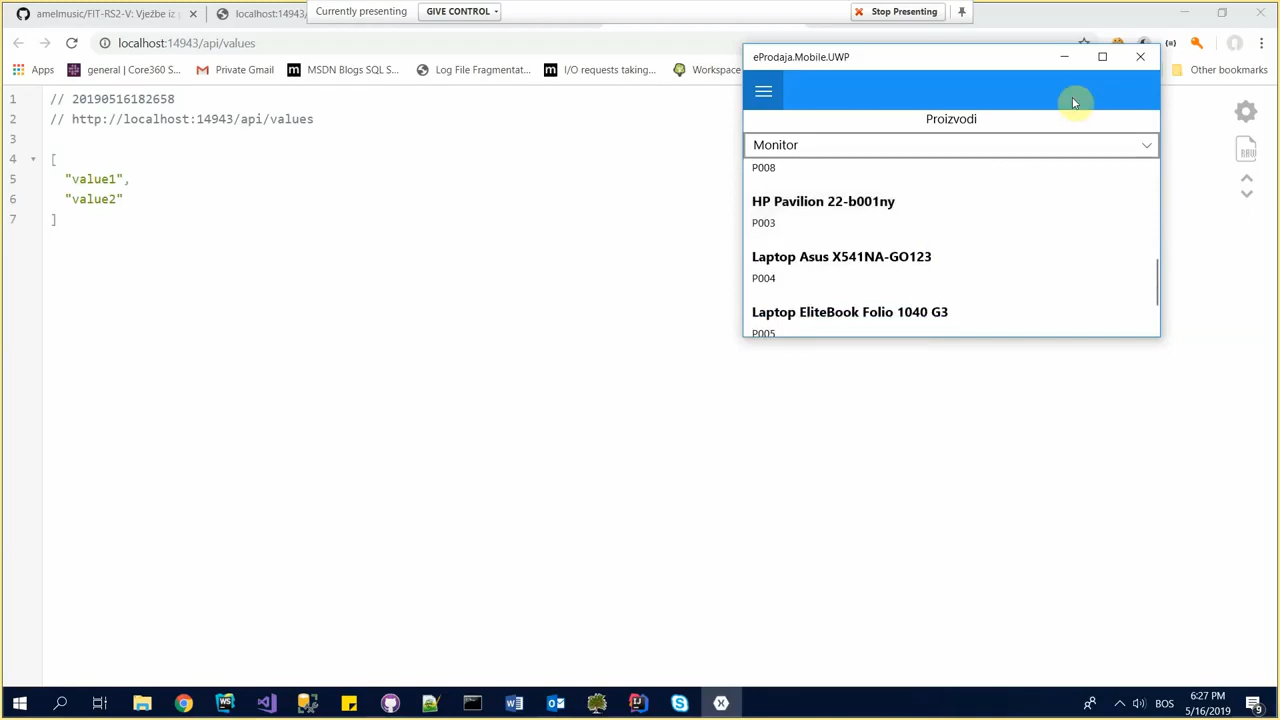 Currently presenting
GIVE CONTROL
Stop Presenting
amelmusic/FIT-RS2-V: Vježbe iz
localhost:14943/
localhost:14943/api/values
Apps
general | Core360 S...
Private Gmail
MSDN Blogs SQL S...
Log File Fragmentat...
I/O requests taking...
Workspace
Other bookmarks
1 // 20190516182658
2 // http://localhost:14943/api/values
3
4 [
5 "value1",
6 "value2"
7 ]
eProdaja.Mobile.UWP
Proizvodi
Monitor
P008
HP Pavilion 22-b001ny
P003
Laptop Asus X541NA-GO123
P004
Laptop EliteBook Folio 1040 G3
P005
RAW
BOS
6:27 PM
5/16/2019
9